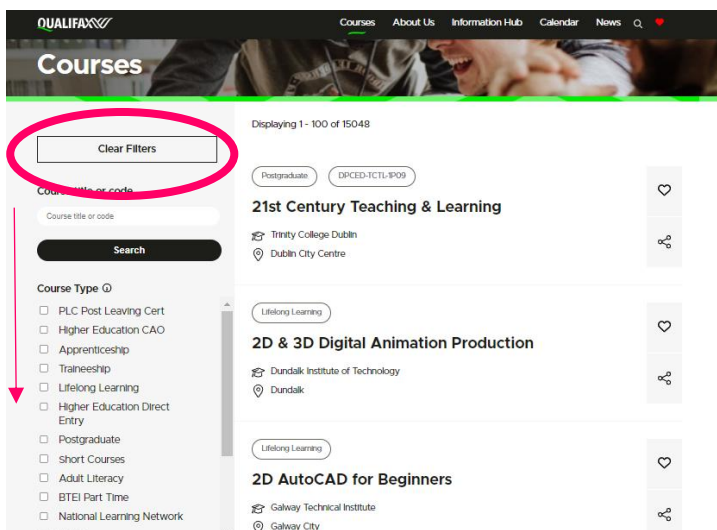 QUALIFAX
Courses About Us Information Hub Calendar News
Courses
Clear Filters
Course title or code
Course title or code
Search
Course Type
PLC Post Leaving Cert
Higher Education CAO
Apprenticeship
Traineeship
Lifelong Learning
Higher Education Direct
Entry
Postgraduate
Short Courses
Adult Literacy
BTEI Part Time
National Learning Network
Displaying 1 - 100 of 15048
Postgraduate DPCED-TCTL-1P09
21st Century Teaching & Learning
Trinity College Dublin
Dublin City Centre
Lifelong Learning
2D & 3D Digital Animation Production
Dundalk Institute of Technology
Dundalk
Lifelong Learning
2D AutoCAD for Beginners
Galway Technical Institute
Galway City